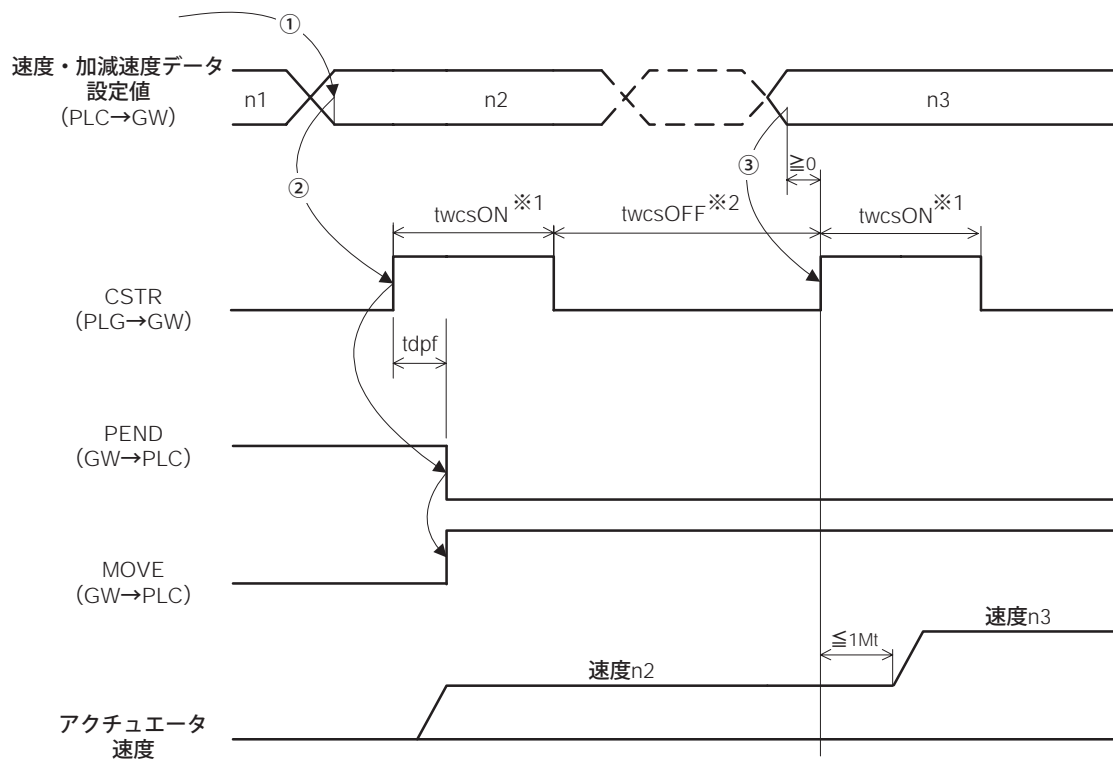 ①
速度・加減速度データ
設定値
(PLC→GW)
n1
n2
n3
②
③
≧0
twcsON※1
twcsOFF※2
twcsON※1
CSTR
(PLG→GW)
tdpf
PEND
(GW→PLC)
MOVE
(GW→PLC)
速度n3
≦1Mt
速度n2
アクチュエータ
速度